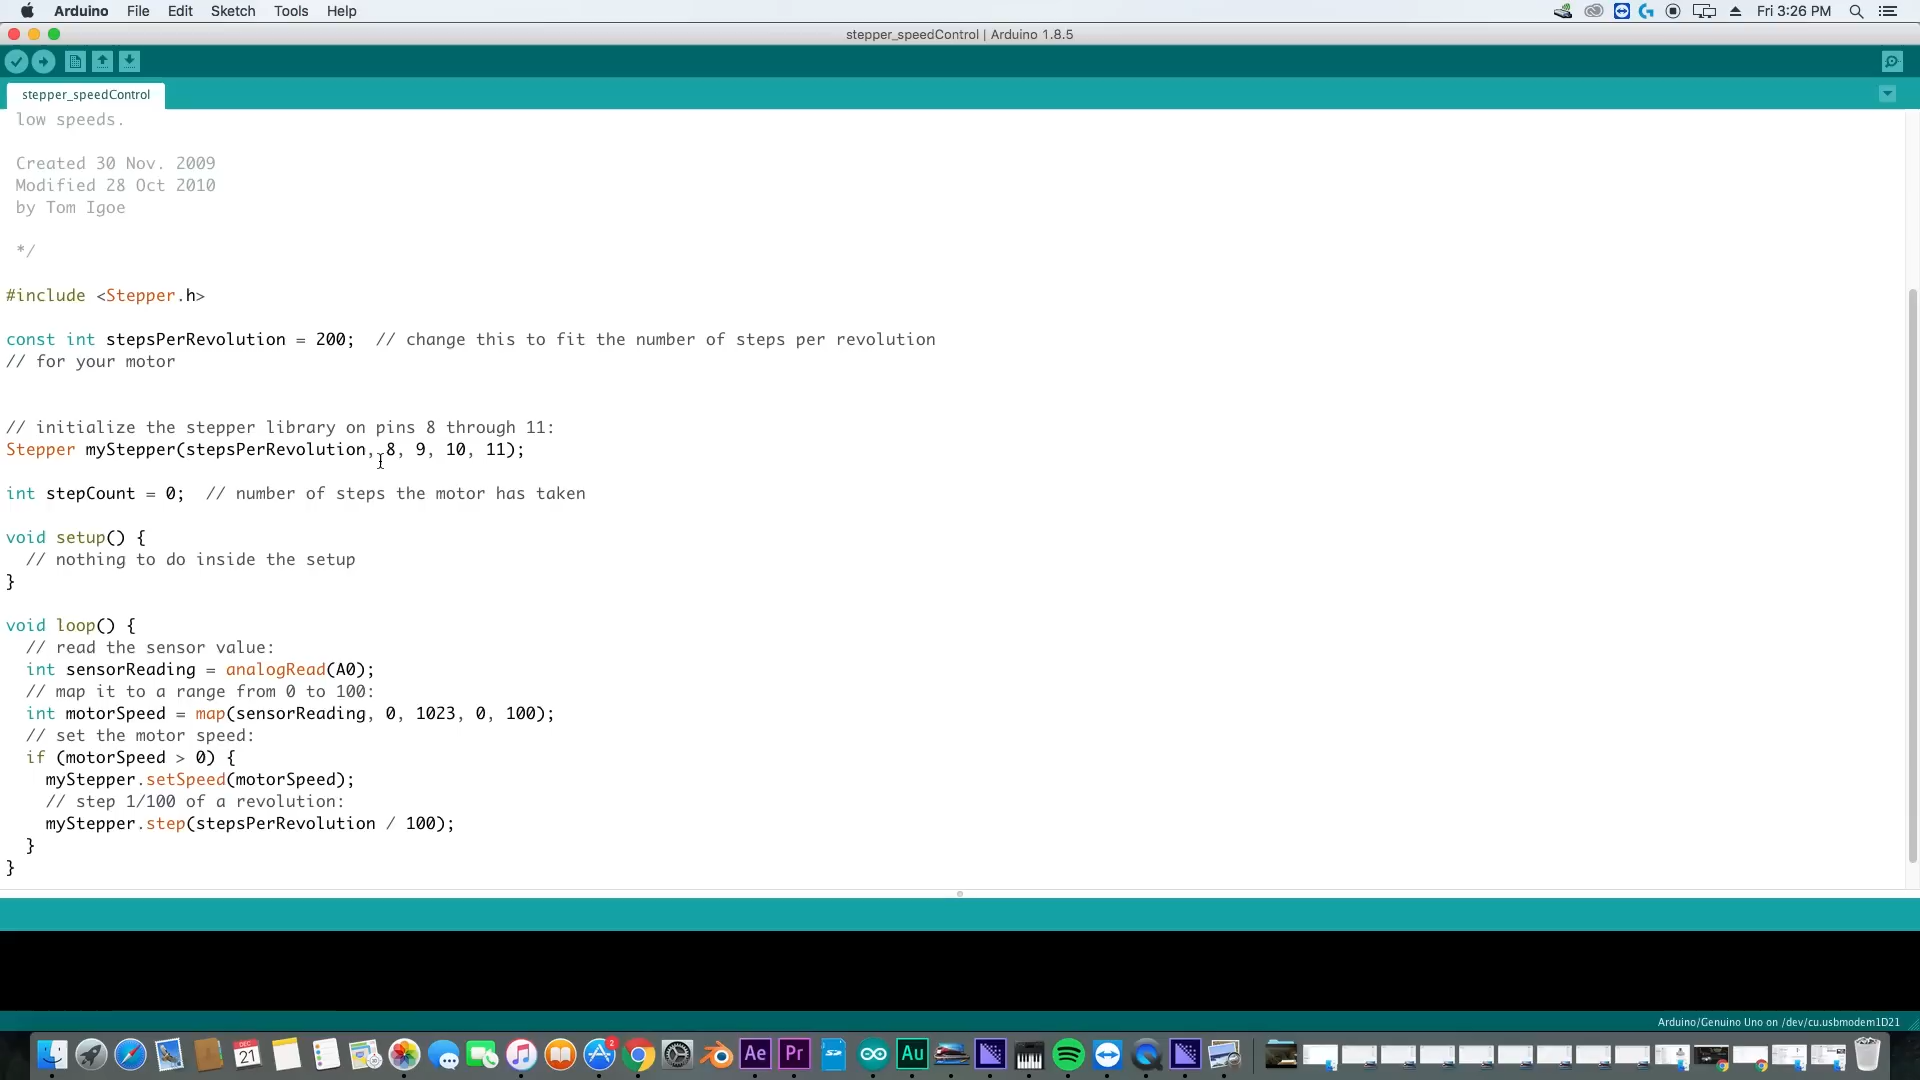 Arduino File Edit Sketch Tools Help Fri 3:26 PM
stepper_speedControl | Arduino 1.8.5
stepper_speedControl
low speeds.
Created 30 Nov. 2009
Modified 28 Oct 2010
by Tom Igoe
*/
#include <Stepper.h>
const int stepsPerRevolution = 200;  // change this to fit the number of steps per revolution
// for your motor
// initialize the stepper library on pins 8 through 11:
Stepper myStepper(stepsPerRevolution, 8, 9, 10, 11);
int stepCount = 0;  // number of steps the motor has taken
void setup() {
// nothing to do inside the setup
}
void loop() {
// read the sensor value:
int sensorReading = analogRead(A0);
// map it to a range from 0 to 100:
int motorSpeed = map(sensorReading, 0, 1023, 0, 100);
// set the motor speed:
if (motorSpeed > 0) {
myStepper.setSpeed(motorSpeed);
// step 1/100 of a revolution:
myStepper.step(stepsPerRevolution / 100);
}
}
Arduino/Genuino Uno on /dev/cu.usbmodem1D21
DEC 21 2 Ae Pr Au